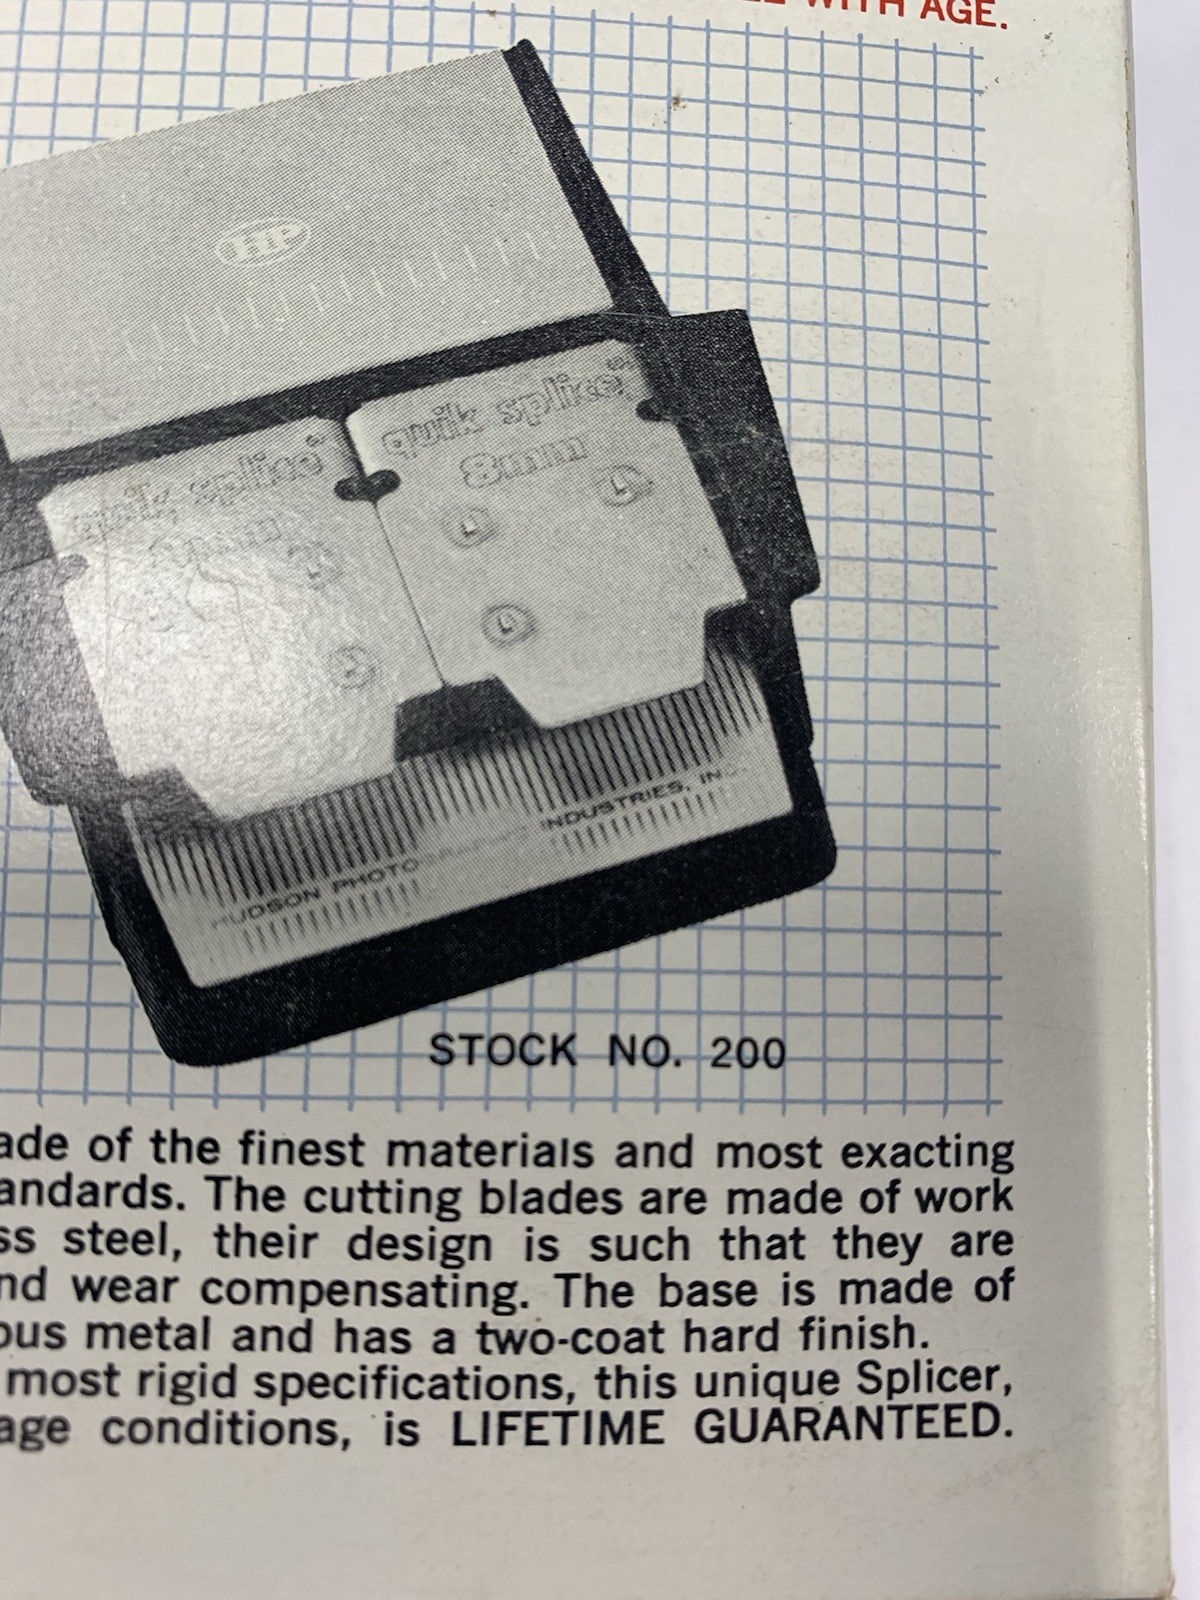 WITH AGE.
HP
quik splice
8mm
quik splice
HUDSON PHOTOGRAPHIC INDUSTRIES, INC.
STOCK NO. 200
ade of the finest materials and most exacting
andards. The cutting blades are made of work
ss steel, their design is such that they are
nd wear compensating. The base is made of
ous metal and has a two-coat hard finish.
most rigid specifications, this unique Splicer,
age conditions, is LIFETIME GUARANTEED.